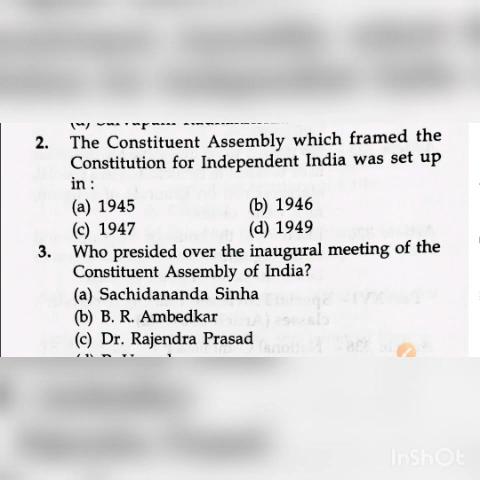 2. The Constituent Assembly which framed the
Constitution for Independent India was set up
in :
(a) 1945 (b) 1946
(c) 1947 (d) 1949
3. Who presided over the inaugural meeting of the
Constituent Assembly of India?
(a) Sachidananda Sinha
(b) B. R. Ambedkar
(c) Dr. Rajendra Prasad
InShOt